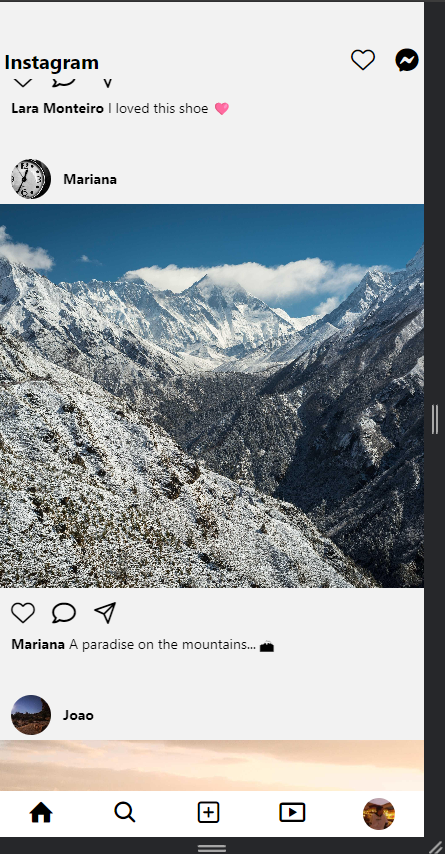 Instagram
Lara Monteiro I loved this shoe 🩷
Mariana
Mariana A paradise on the mountains...
Joao